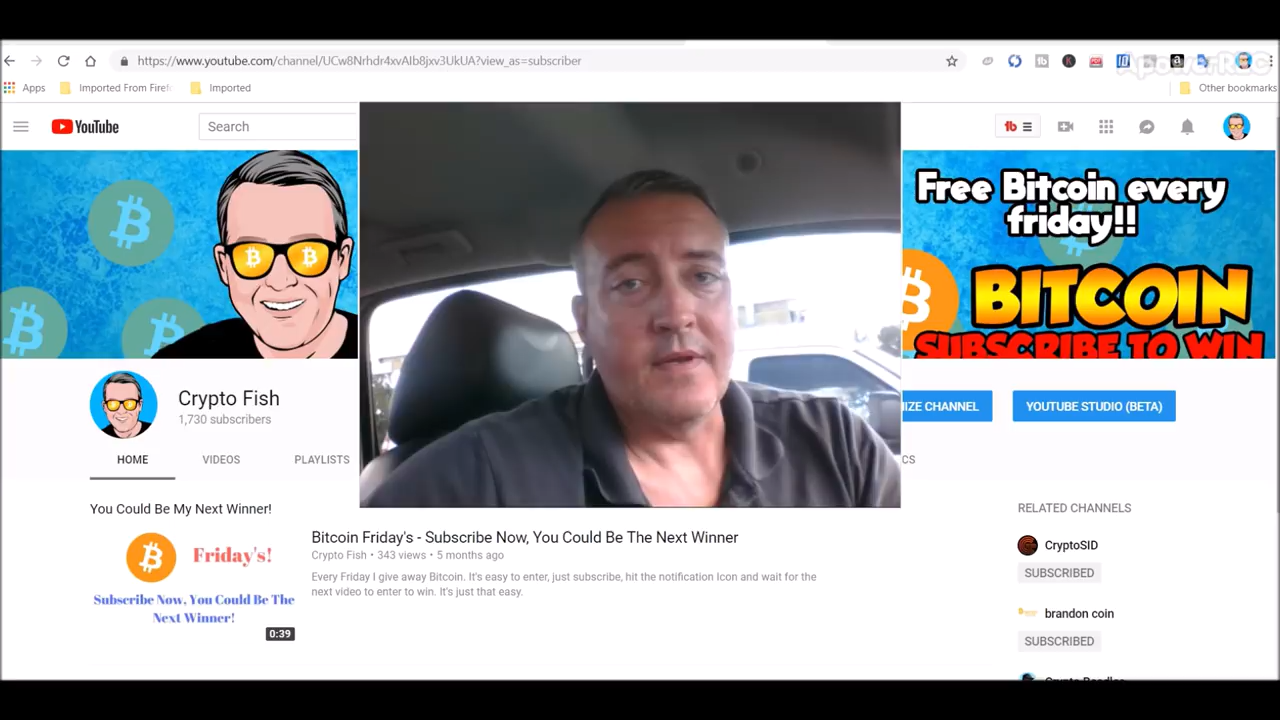 ApowerREC
https://www.youtube.com/channel/UCw8Nrhdr4xvAIb8jxv3UkUA?view_as=subscriber
Apps
Imported From Firef
Imported
Other bookmarks
YouTube
Search
Free Bitcoin every
friday!!
BITCOIN
SUBSCRIBE TO WIN
Crypto Fish
1,730 subscribers
IZE CHANNEL
YOUTUBE STUDIO (BETA)
HOME
VIDEOS
PLAYLISTS
CS
You Could Be My Next Winner!
Friday's!
Subscribe Now, You Could Be The
Next Winner!
0:39
Bitcoin Friday's - Subscribe Now, You Could Be The Next Winner
Crypto Fish • 343 views • 5 months ago
Every Friday I give away Bitcoin. It's easy to enter, just subscribe, hit the notification Icon and wait for the
next video to enter to win. It's just that easy.
RELATED CHANNELS
CryptoSID
SUBSCRIBED
brandon coin
SUBSCRIBED